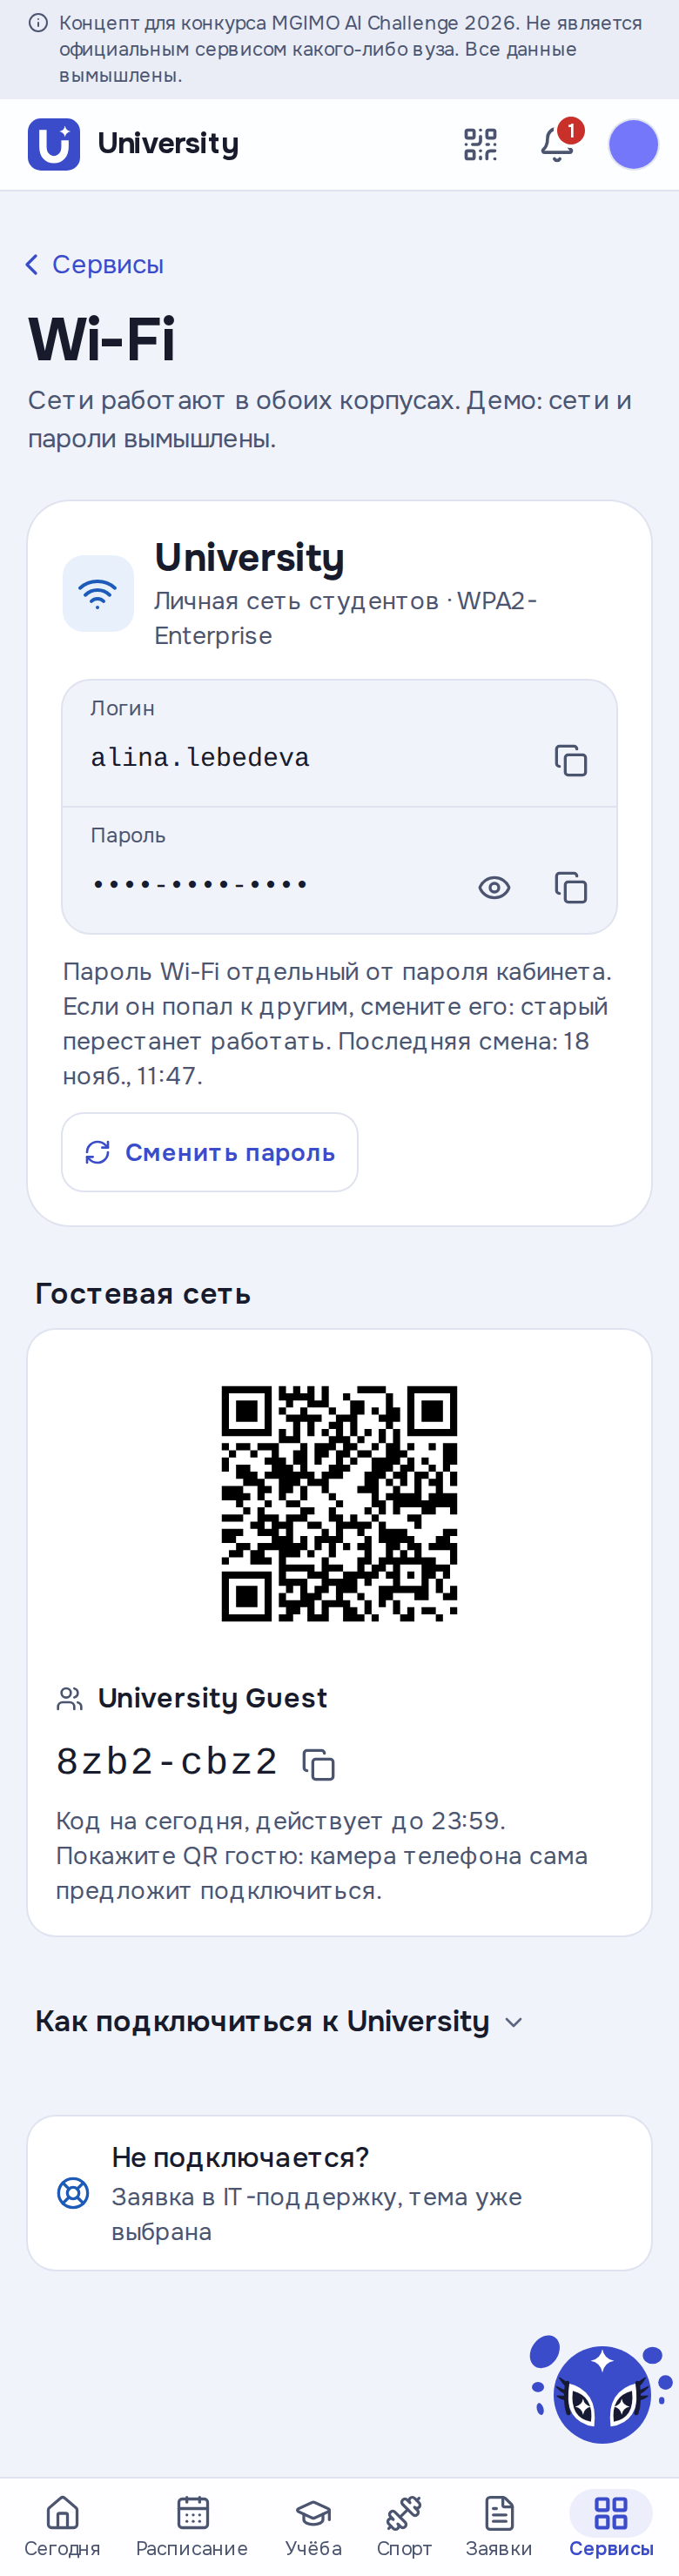 Концепт для конкурса MGIMO AI Challenge 2026. Не является
официальным сервисом какого-либо вуза. Все данные
вымышлены.
University
1
Сервисы
Wi-Fi
Сети работают в обоих корпусах. Демо: сети и
пароли вымышлены.
University
Личная сеть студентов · WPA2-
Enterprise
Логин
alina.lebedeva
Пароль
••••-••••-••••
Пароль Wi-Fi отдельный от пароля кабинета.
Если он попал к другим, смените его: старый
перестанет работать. Последняя смена: 18
нояб., 11:47.
Сменить пароль
Гостевая сеть
University Guest
8zb2-cbz2
Код на сегодня, действует до 23:59.
Покажите QR гостю: камера телефона сама
предложит подключиться.
Как подключиться к University
Не подключается?
Заявка в IT-поддержку, тема уже
выбрана
Сегодня
Расписание
Учёба
Спорт
Заявки
Сервисы